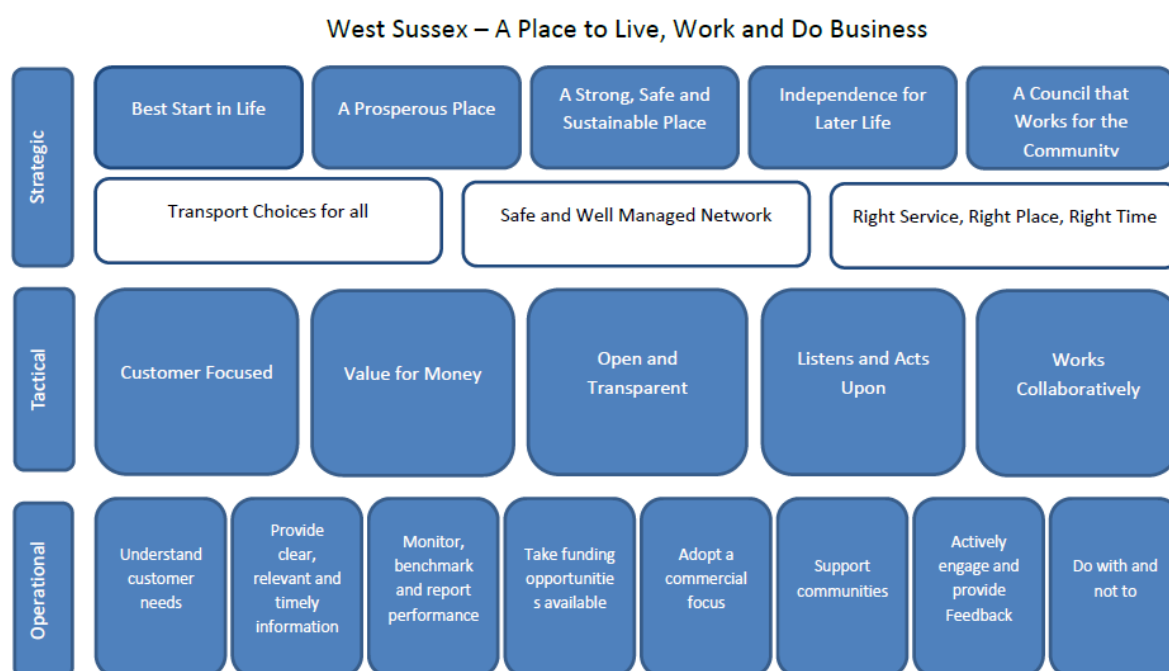 West Sussex – A Place to Live, Work and Do Business
Strategic
Best Start in Life
A Prosperous Place
A Strong, Safe and
Sustainable Place
Independence for
Later Life
A Council that
Works for the
Community
Transport Choices for all
Safe and Well Managed Network
Right Service, Right Place, Right Time
Tactical
Customer Focused
Value for Money
Open and
Transparent
Listens and Acts
Upon
Works
Collaboratively
Operational
Understand
customer
needs
Provide
clear,
relevant and
timely
information
Monitor,
benchmark
and report
performance
Take funding
opportunitie
s available
Adopt a
commercial
focus
Support
communities
Actively
engage and
provide
Feedback
Do with and
not to